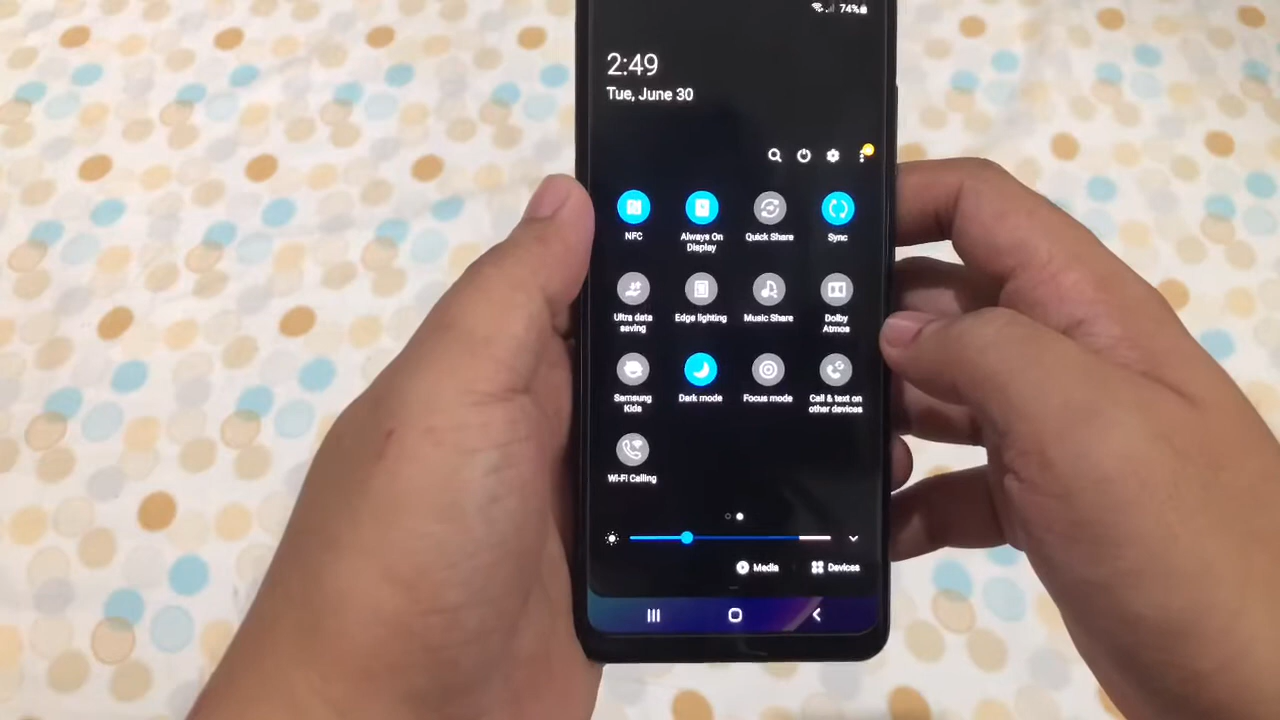 74%
2:49
Tue, June 30
NFC
Always On
Display
Quick Share
Sync
Ultra data
saving
Edge lighting
Music Share
Dolby
Atmos
Samsung
Kids
Dark mode
Focus mode
Call & text on
other devices
Wi-Fi Calling
Media
Devices